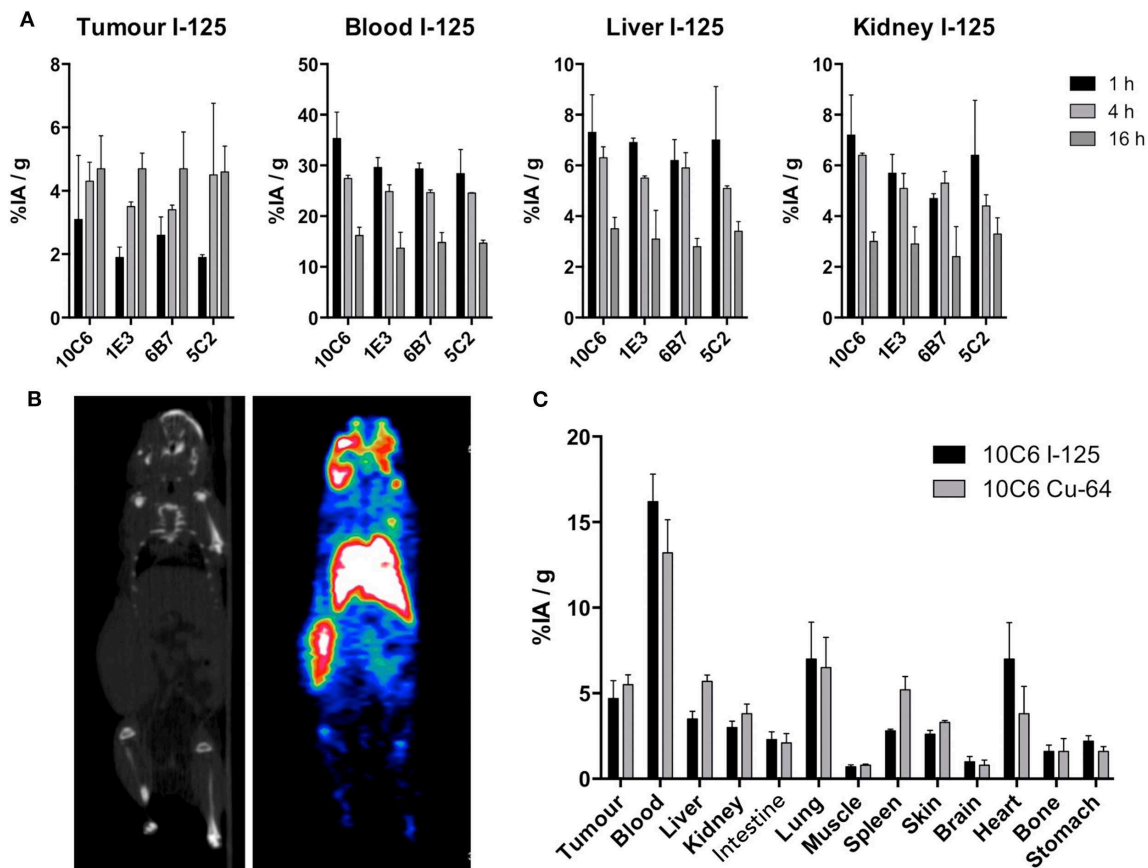 A
Tumour I-125
Blood I-125
Liver I-125
Kidney I-125
%IA / g
8
6
4
2
0
10C6
1E3
6B7
5C2
%IA / g
50
40
30
20
10
0
10C6
1E3
6B7
5C2
%IA / g
10
8
6
4
2
0
10C6
1E3
6B7
5C2
%IA / g
10
8
6
4
2
0
10C6
1E3
6B7
5C2
1 h
4 h
16 h
B
C
%IA / g
20
15
10
5
0
10C6 I-125
10C6 Cu-64
Tumour
Blood
Liver
Kidney
Intestine
Lung
Muscle
Spleen
Skin
Brain
Heart
Bone
Stomach